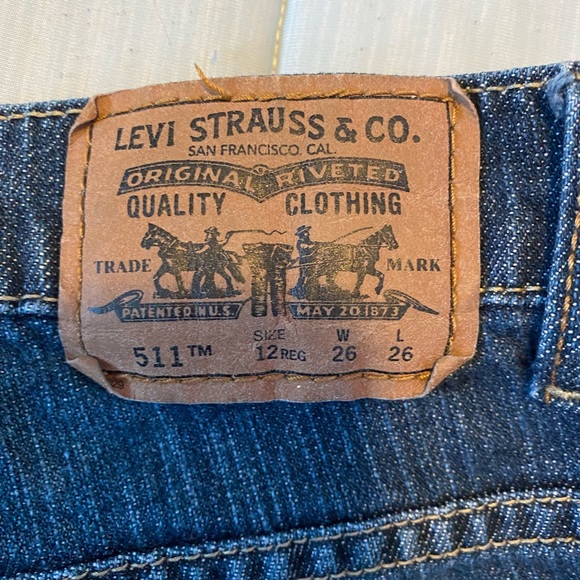 LEVI STRAUSS & CO.
SAN FRANCISCO, CAL.
ORIGINAL RIVETED
QUALITY CLOTHING
TRADE MARK
PATENTED IN U.S. MAY 20 1873
SIZE W L
511™ 12 REG 26 26